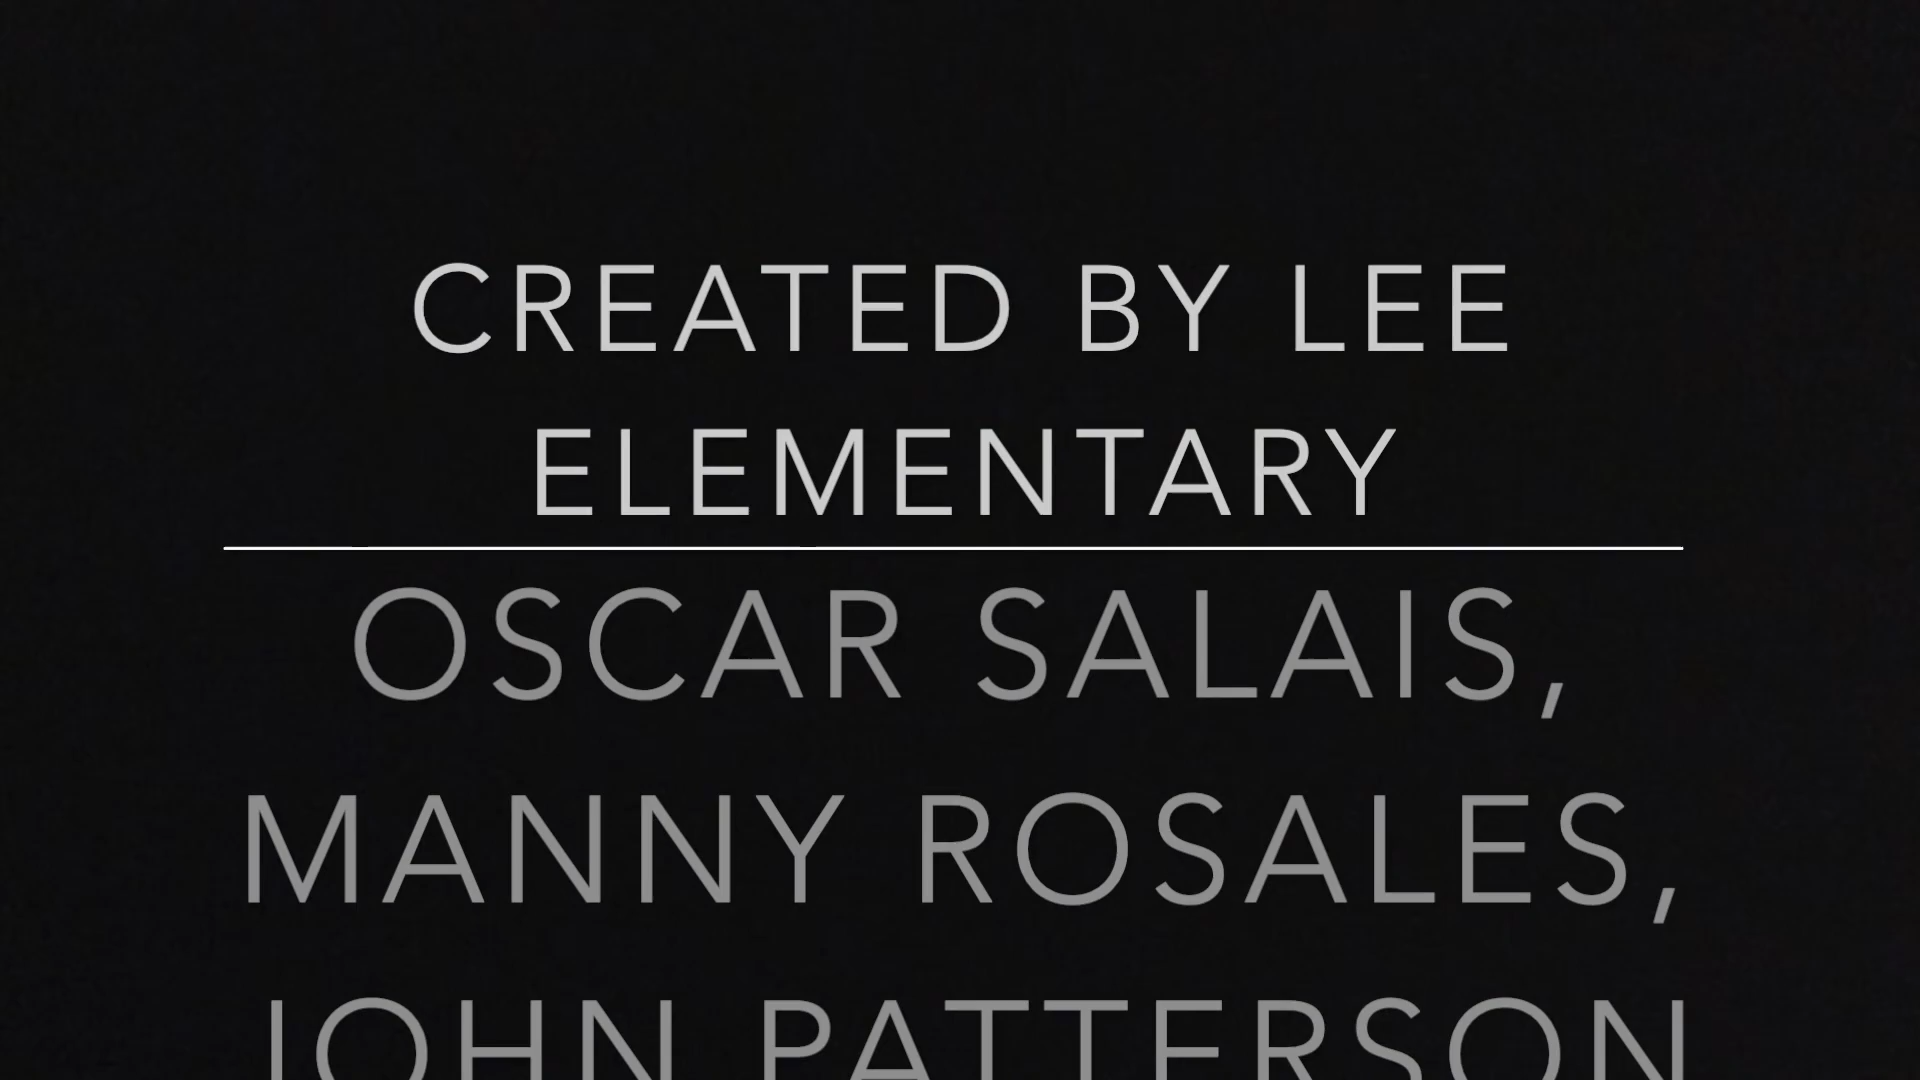 CREATED BY LEE
ELEMENTARY
OSCAR SALAIS,
MANNY ROSALES,
JOHN PATTERSON